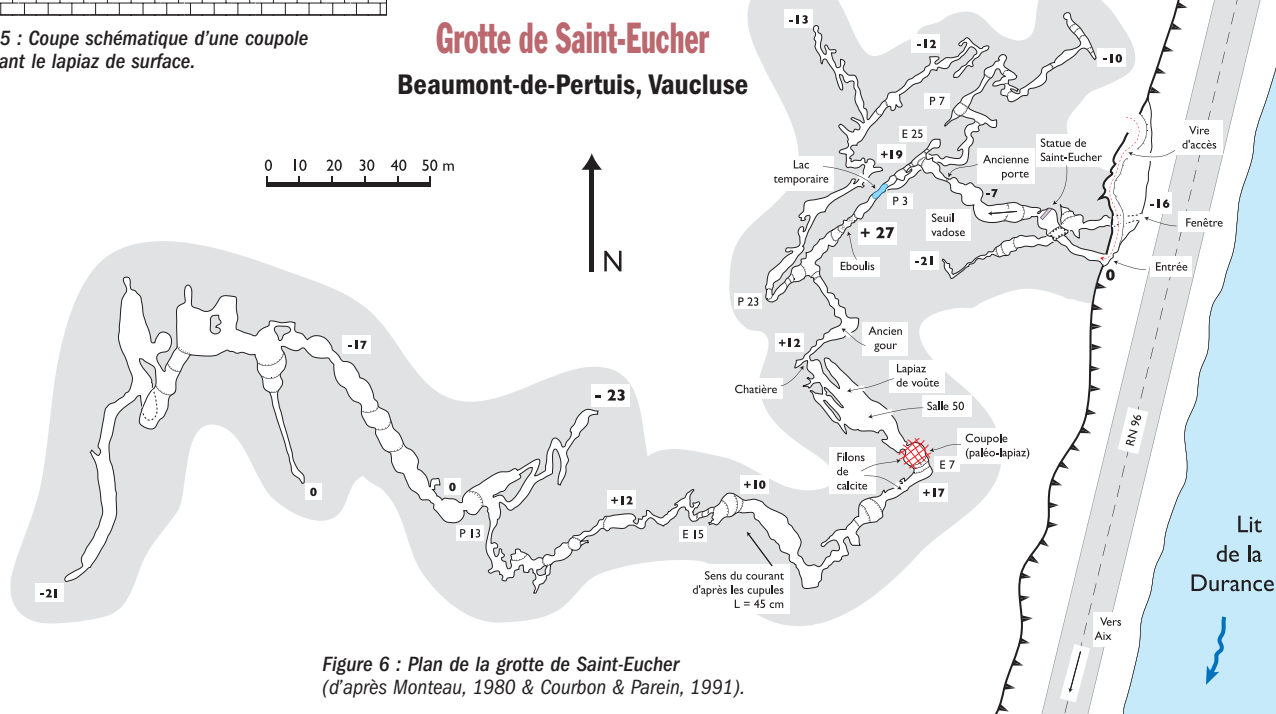 5 : Coupe schématique d'une coupole
ant le lapiaz de surface.
Grotte de Saint-Eucher
Beaumont-de-Pertuis, Vaucluse
0 10 20 30 40 50 m
N
-13
-12
-10
P 7
E 25
+19
Lac
temporaire
P 3
Ancienne
porte
Statue de
Saint-Eucher
Vire
d'accès
-7
-16
Seuil
vadose
Fenêtre
+ 27
Eboulis
-21
Entrée
0
P 23
+12
Ancien
gour
Chatière
Lapiaz
de voûte
Salle 50
Coupole
(paléo-lapiaz)
Filons
de
calcite
E 7
+17
RN 96
-17
- 23
0
0
+12
+10
P 13
E 15
-21
Sens du courant
d'après les cupules
L = 45 cm
Lit
de la
Durance
Vers
Aix
Figure 6 : Plan de la grotte de Saint-Eucher
(d'après Monteau, 1980 & Courbon & Parein, 1991).